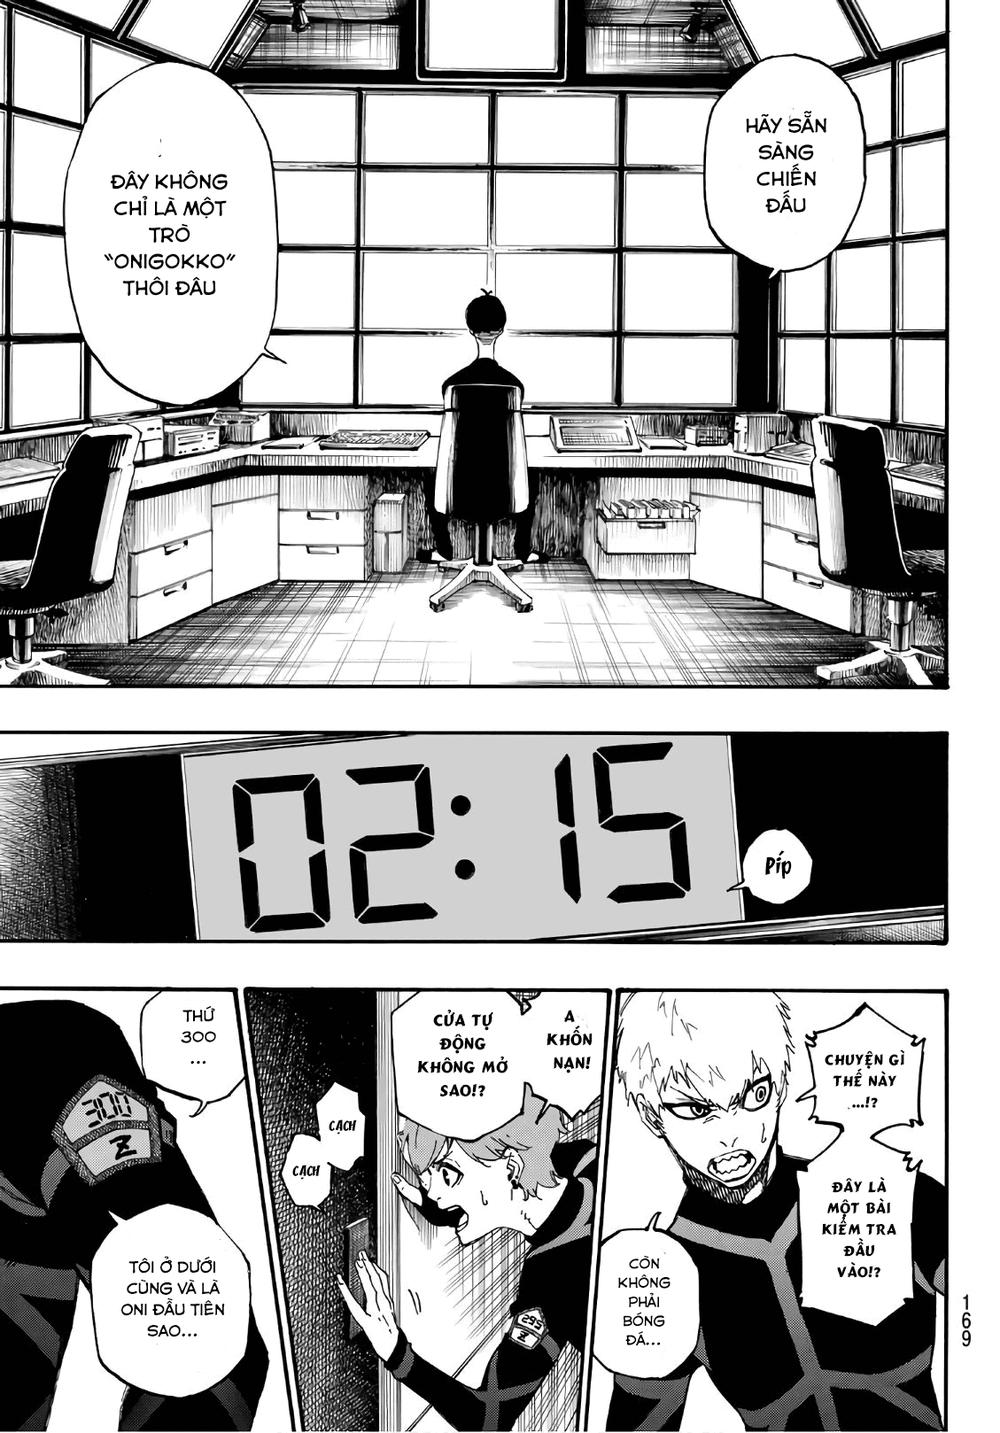 HÃY SẴN
SÀNG
CHIẾN
ĐẤU
ĐÂY KHÔNG
CHỈ LÀ MỘT
TRÒ
“ONIGOKKO”
THÔI ĐÂU
02:15
Píp
CHUYỆN GÌ
THẾ NÀY
...!?
ĐÂY LÀ
MỘT BÀI
KIỂM TRA
ĐẦU
VÀO!?
CÒN
KHÔNG
PHẢI
BÓNG
ĐÁ...
A
KHỐN
NẠN!
CỬA TỰ
ĐỘNG
KHÔNG MỞ
SAO!?
CẠCH
CẠCH
295
THỨ
300
...
300
Z
TÔI Ở DƯỚI
CÙNG VÀ LÀ
ONI ĐẦU TIÊN
SAO...
169